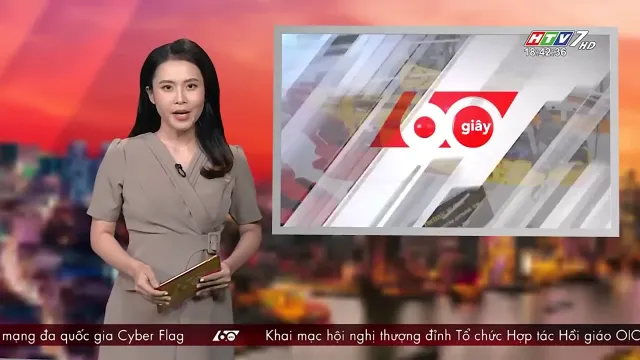 HTV7 HD
18:42:36
60 giây
mạng đa quốc gia Cyber Flag 60 Khai mạc hội nghị thượng đỉnh Tổ chức Hợp tác Hồi giáo OIC